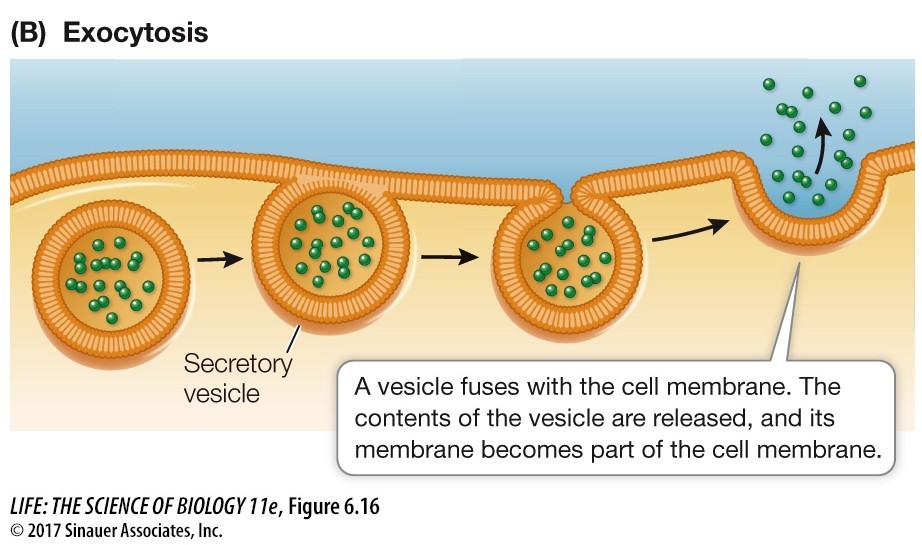 (B) Exocytosis
Secretory
vesicle
A vesicle fuses with the cell membrane. The
contents of the vesicle are released, and its
membrane becomes part of the cell membrane.
LIFE: THE SCIENCE OF BIOLOGY 11e, Figure 6.16
© 2017 Sinauer Associates, Inc.